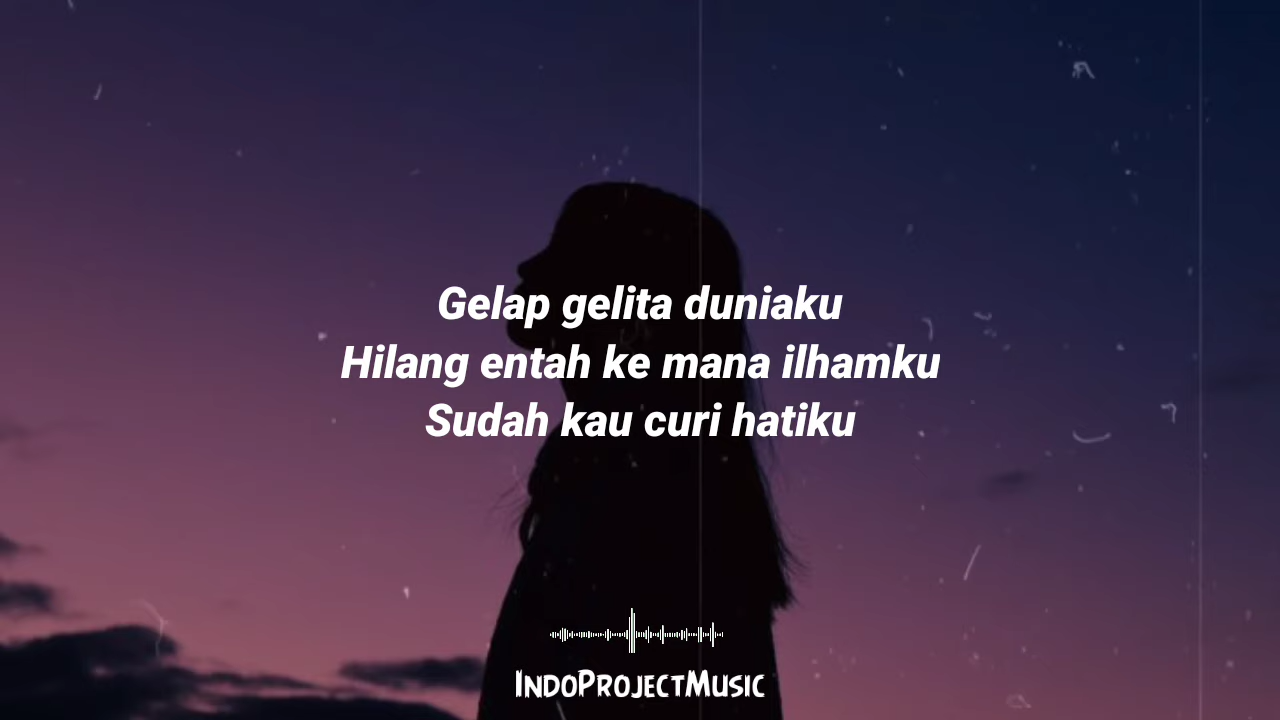 Gelap gelita duniaku
Hilang entah ke mana ilhamku
Sudah kau curi hatiku
IndoProjectMusic